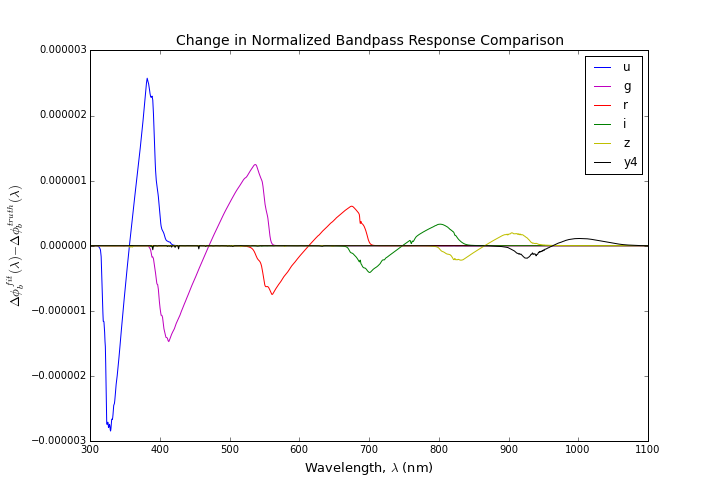 Change in Normalized Bandpass Response Comparison
0.000003
0.000002
0.000001
0.000000
−0.000001
−0.000002
−0.000003
Δϕ_b^fit(λ)−Δϕ_b^truth(λ)
u
g
r
i
z
y4
300 400 500 600 700 800 900 1000 1100
Wavelength, λ (nm)